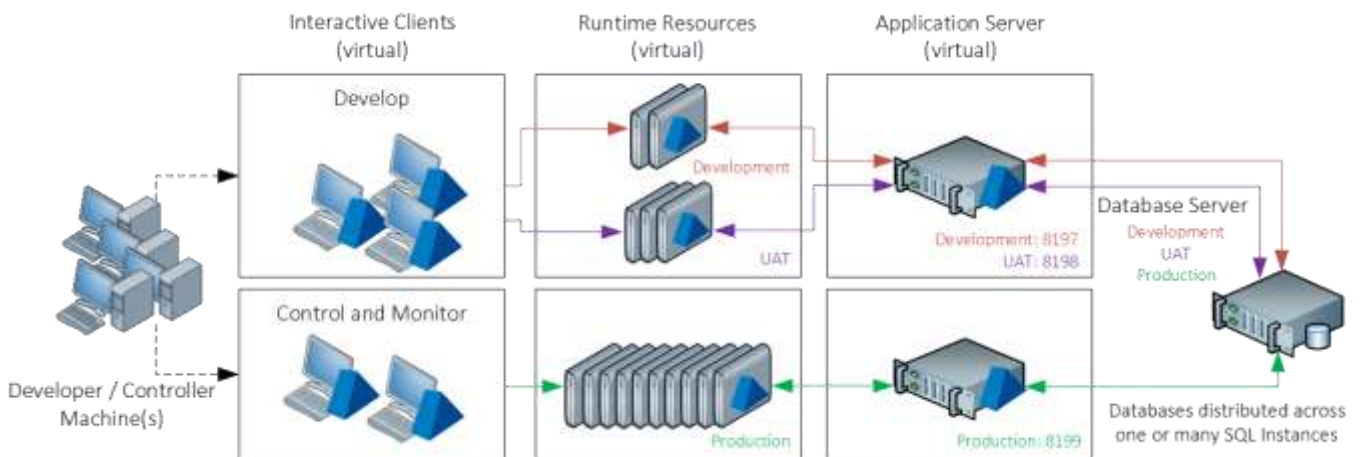 Interactive Clients
(virtual)
Runtime Resources
(virtual)
Application Server
(virtual)
Develop
Development
UAT
Development: 8197
UAT: 8198
Database Server
Development
UAT
Production
Developer / Controller
Machine(s)
Control and Monitor
Production
Production: 8199
Databases distributed across
one or many SQL Instances